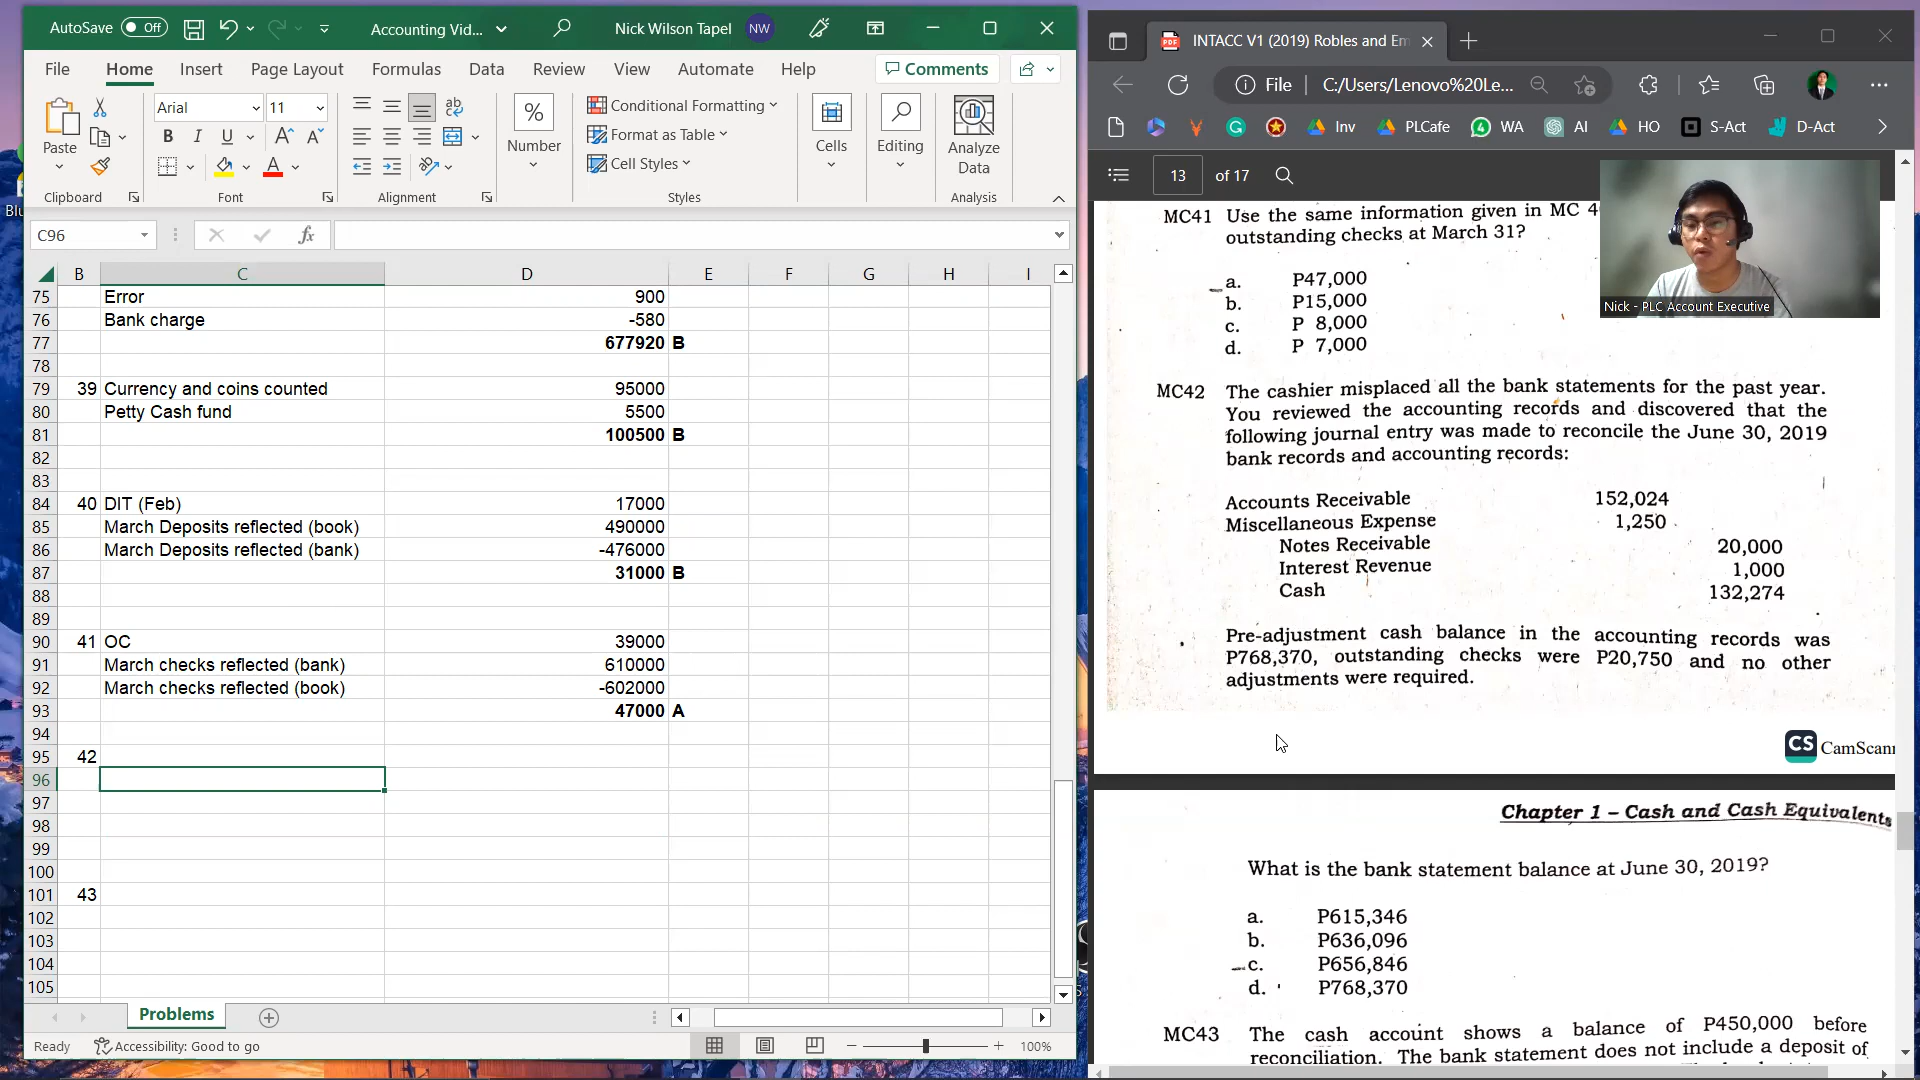 AutoSave Off Accounting Vid... Nick Wilson Tapel NW
File Home Insert Page Layout Formulas Data Review View Automate Help Comments
Paste
Clipboard
Arial 11
B I U
A A
A
Font
ab
Alignment
%
Number
Conditional Formatting
Format as Table
Cell Styles
Styles
Cells
Editing
Analyze
Data
Analysis
C96 fx
B C D E F G H I
75 Error 900
76 Bank charge -580
77 677920 B
78
79 39 Currency and coins counted 95000
80 Petty Cash fund 5500
81 100500 B
82
83
84 40 DIT (Feb) 17000
85 March Deposits reflected (book) 490000
86 March Deposits reflected (bank) -476000
87 31000 B
88
89
90 41 OC 39000
91 March checks reflected (bank) 610000
92 March checks reflected (book) -602000
93 47000 A
94
95 42
96
97
98
99
100
101 43
102
103
104
105
Problems
Ready Accessibility: Good to go 100%
PDF INTACC V1 (2019) Robles and Em
File C:/Users/Lenovo%20Le...
Inv PLCafe WA AI HO S-Act D-Act
13 of 17
Nick - PLC Account Executive
MC41 Use the same information given in MC
outstanding checks at March 31?
a. P47,000
b. P15,000
c. P 8,000
d. P 7,000
MC42 The cashier misplaced all the bank statements for the past year.
You reviewed the accounting records and discovered that the
following journal entry was made to reconcile the June 30, 2019
bank records and accounting records:
Accounts Receivable 152,024
Miscellaneous Expense 1,250
Notes Receivable 20,000
Interest Revenue 1,000
Cash 132,274
Pre-adjustment cash balance in the accounting records was
P768,370, outstanding checks were P20,750 and no other
adjustments were required.
CS CamScann
Chapter 1 – Cash and Cash Equivalents
What is the bank statement balance at June 30, 2019?
a. P615,346
b. P636,096
c. P656,846
d. P768,370
MC43 The cash account shows a balance of P450,000 before
reconciliation. The bank statement does not include a deposit of